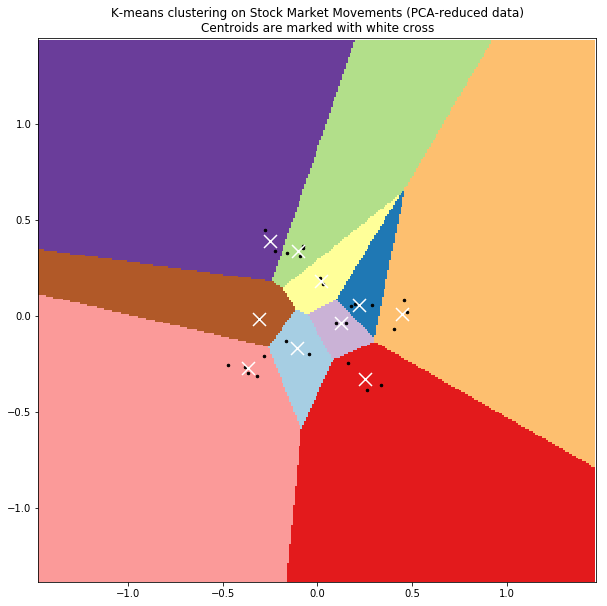 K-means clustering on Stock Market Movements (PCA-reduced data)
Centroids are marked with white cross
1.0
0.5
0.0
−0.5
−1.0
−1.0 −0.5 0.0 0.5 1.0